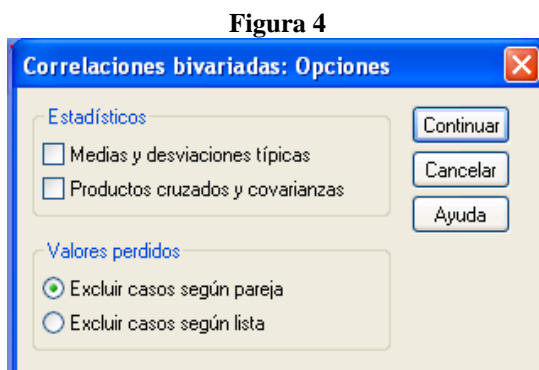 Figura 4
Correlaciones bivariadas: Opciones
Estadísticos
Medias y desviaciones típicas
Productos cruzados y covarianzas
Continuar
Cancelar
Ayuda
Valores perdidos
Excluir casos según pareja
Excluir casos según lista